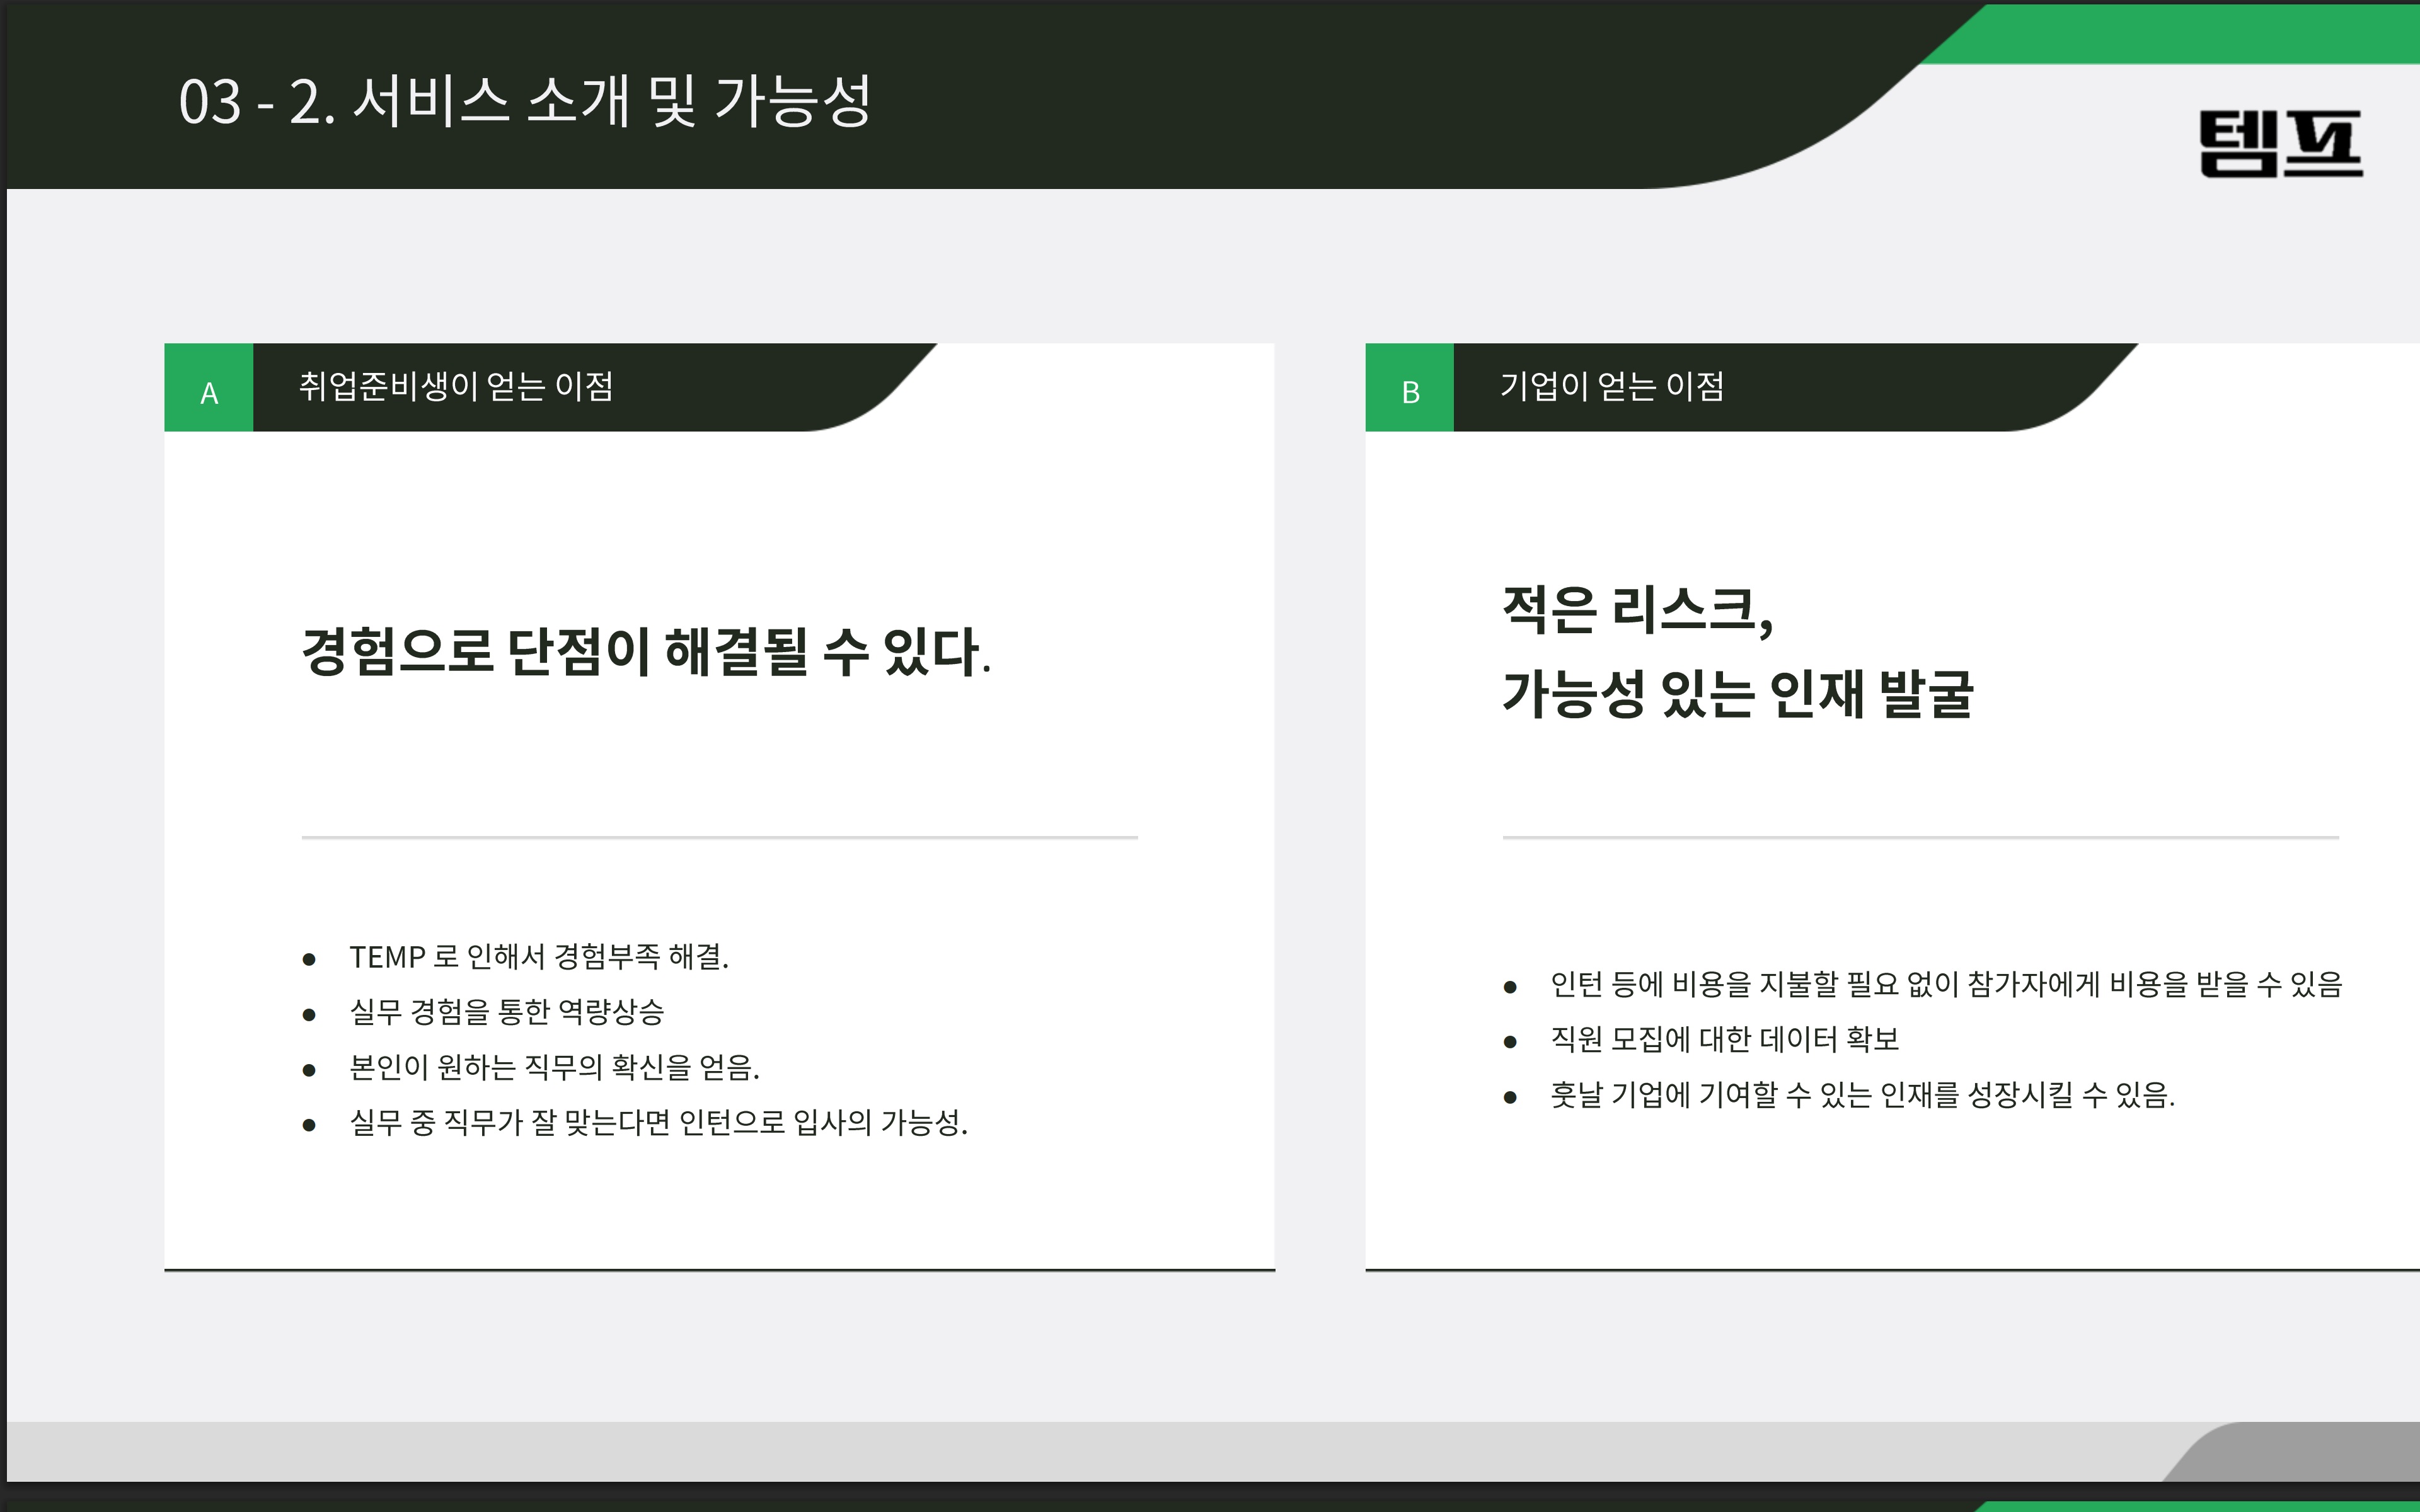 03 - 2. 서비스 소개 및 가능성
템프
A
취업준비생이 얻는 이점
경험으로 단점이 해결될 수 있다.
● TEMP 로 인해서 경험부족 해결.
● 실무 경험을 통한 역량상승
● 본인이 원하는 직무의 확신을 얻음.
● 실무 중 직무가 잘 맞는다면 인턴으로 입사의 가능성.
B
기업이 얻는 이점
적은 리스크,
가능성 있는 인재 발굴
● 인턴 등에 비용을 지불할 필요 없이 참가자에게 비용을 받을 수 있음
● 직원 모집에 대한 데이터 확보
● 훗날 기업에 기여할 수 있는 인재를 성장시킬 수 있음.